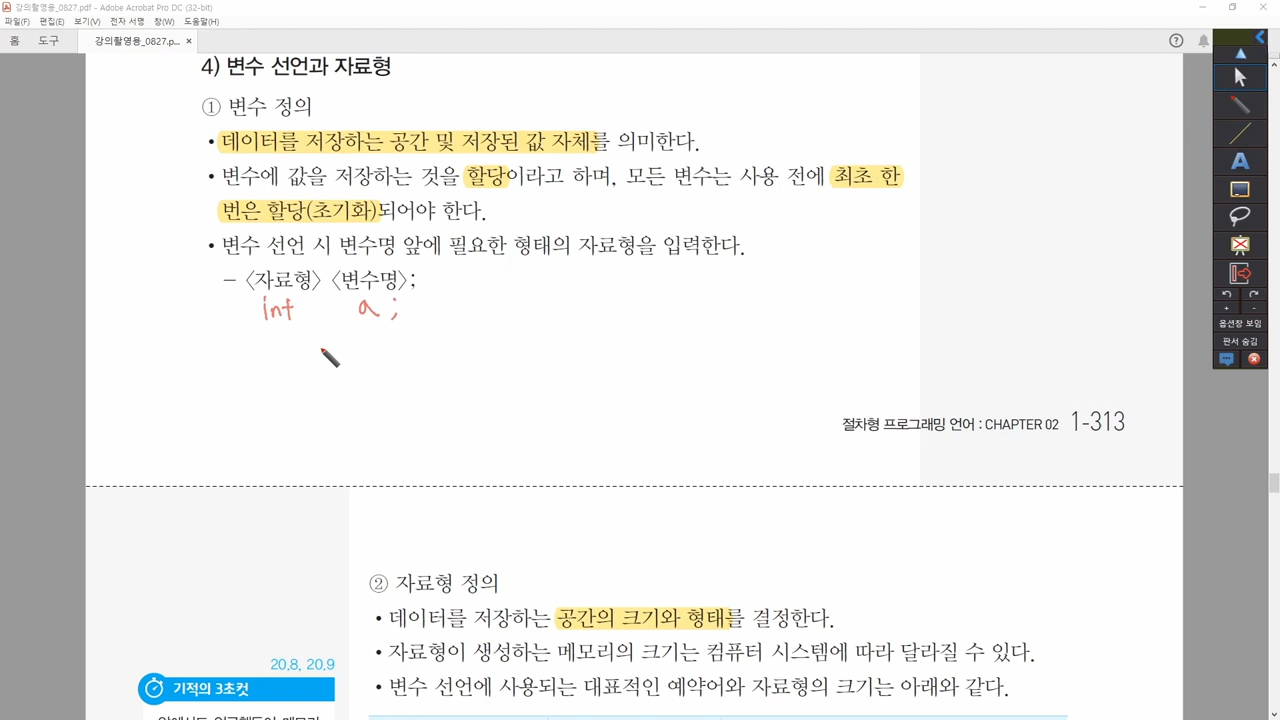 강의촬영용_0827.pdf - Adobe Acrobat Pro DC (32-bit)
파일(F) 편집(E) 보기(V) 전자 서명 창(W) 도움말(H)
홈 도구 강의촬영용_0827.p... ×
4) 변수 선언과 자료형
① 변수 정의
• 데이터를 저장하는 공간 및 저장된 값 자체를 의미한다.
• 변수에 값을 저장하는 것을 할당이라고 하며, 모든 변수는 사용 전에 최초 한
번은 할당(초기화)되어야 한다.
• 변수 선언 시 변수명 앞에 필요한 형태의 자료형을 입력한다.
– 〈자료형〉 〈변수명〉;
int a ;
절차형 프로그래밍 언어 : CHAPTER 02 1-313
② 자료형 정의
• 데이터를 저장하는 공간의 크기와 형태를 결정한다.
• 자료형이 생성하는 메모리의 크기는 컴퓨터 시스템에 따라 달라질 수 있다.
• 변수 선언에 사용되는 대표적인 예약어와 자료형의 크기는 아래와 같다.
20.8, 20.9
기적의 3초컷
A
옵션창 보임
판서 숨김